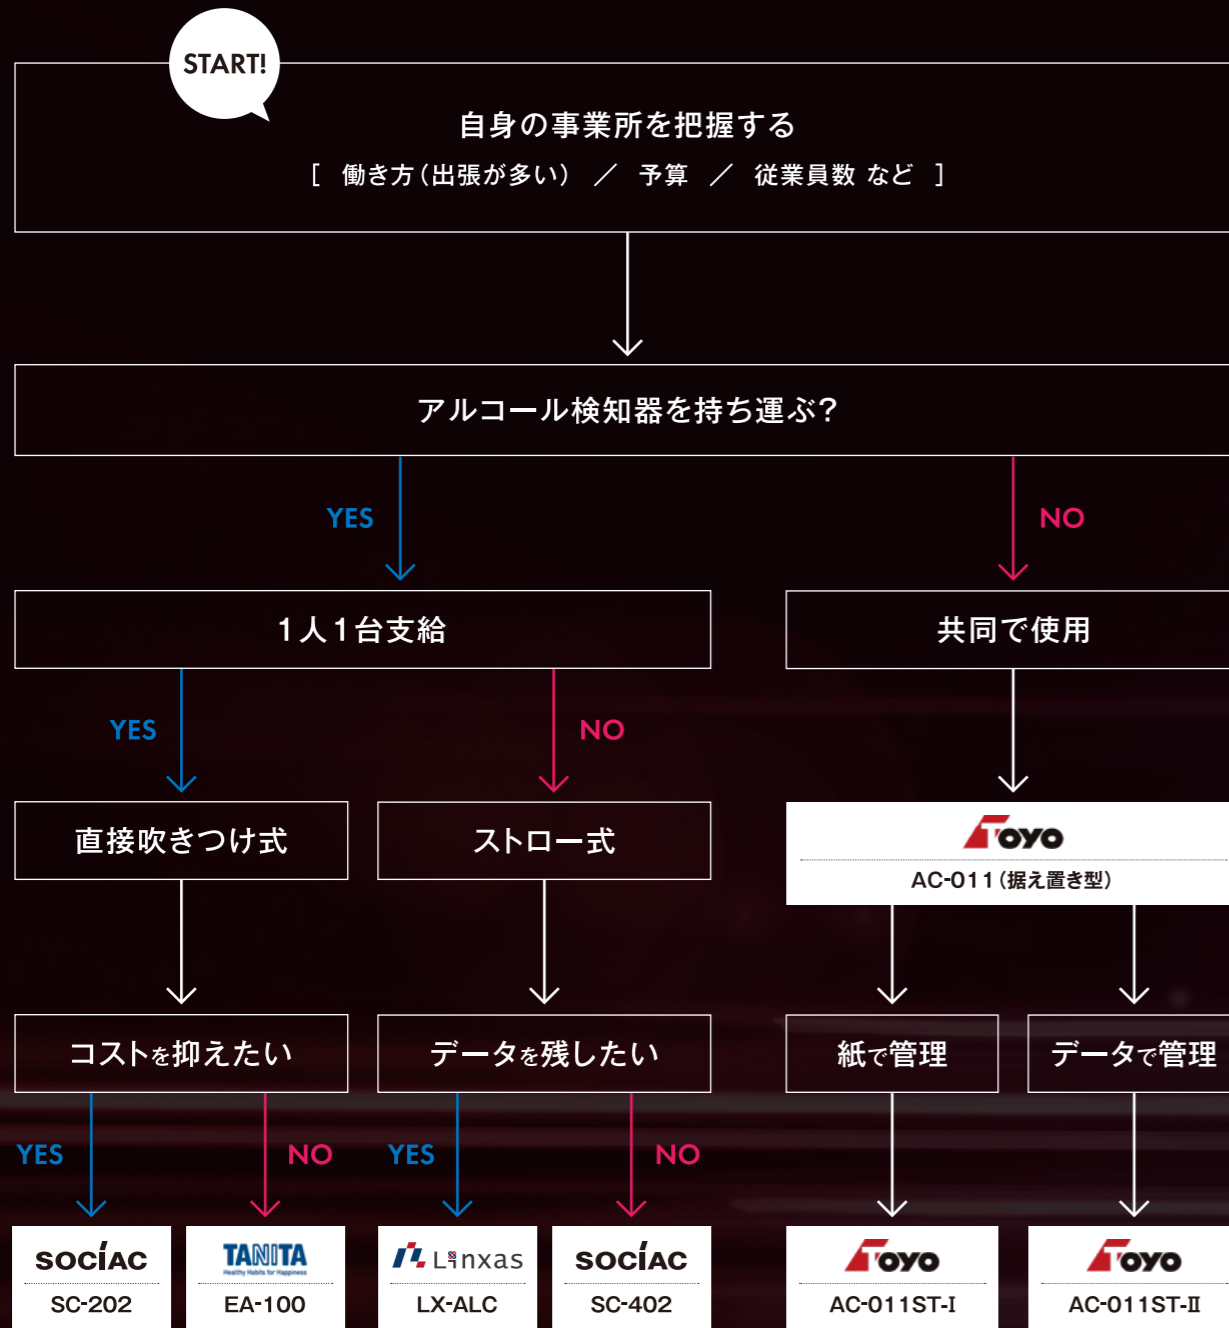 START!
自身の事業所を把握する
[ 働き方(出張が多い) ／ 予算 ／ 従業員数 など ]
アルコール検知器を持ち運ぶ?
YES
NO
1人1台支給
共同で使用
YES
NO
直接吹きつけ式
ストロー式
TOYO
AC-011(据え置き型)
コストを抑えたい
データを残したい
紙で管理
データで管理
YES
NO
YES
NO
SOCIAC
SC-202
TANITA
Healthy Habits for Happiness
EA-100
Linxas
LX-ALC
SOCIAC
SC-402
TOYO
AC-011ST-I
TOYO
AC-011ST-II